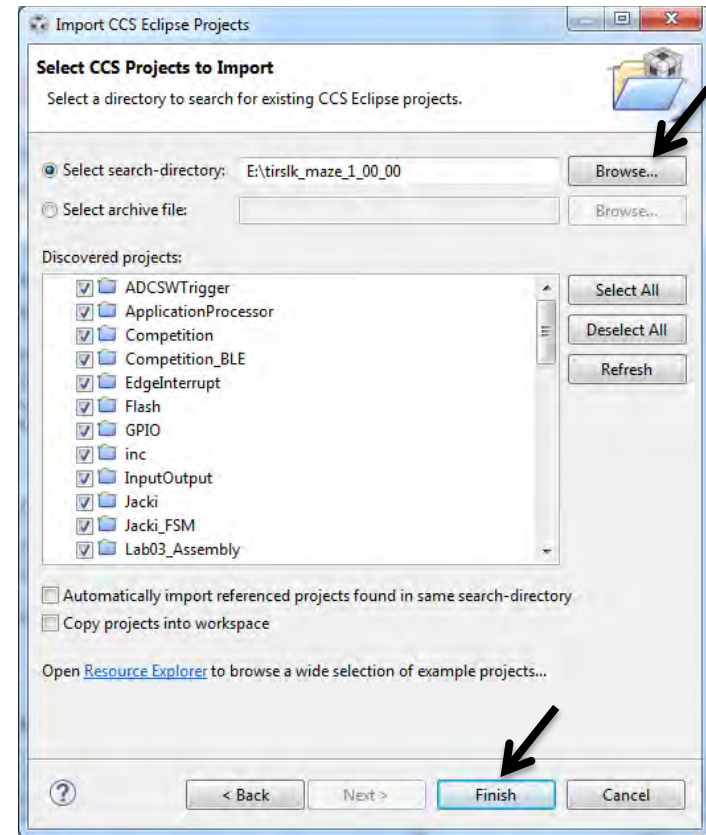 Import CCS Eclipse Projects
Select CCS Projects to Import
Select a directory to search for existing CCS Eclipse projects.
Select search-directory: E:\tirslk_maze_1_00_00 Browse...
Select archive file: Browse...
Discovered projects:
ADCSWTrigger
Select All
ApplicationProcessor
Competition
Deselect All
Competition_BLE
Refresh
EdgeInterrupt
Flash
GPIO
inc
InputOutput
Jacki
Jacki_FSM
Lab03_Assembly
Automatically import referenced projects found in same search-directory
Copy projects into workspace
Open Resource Explorer to browse a wide selection of example projects...
? < Back Next > Finish Cancel